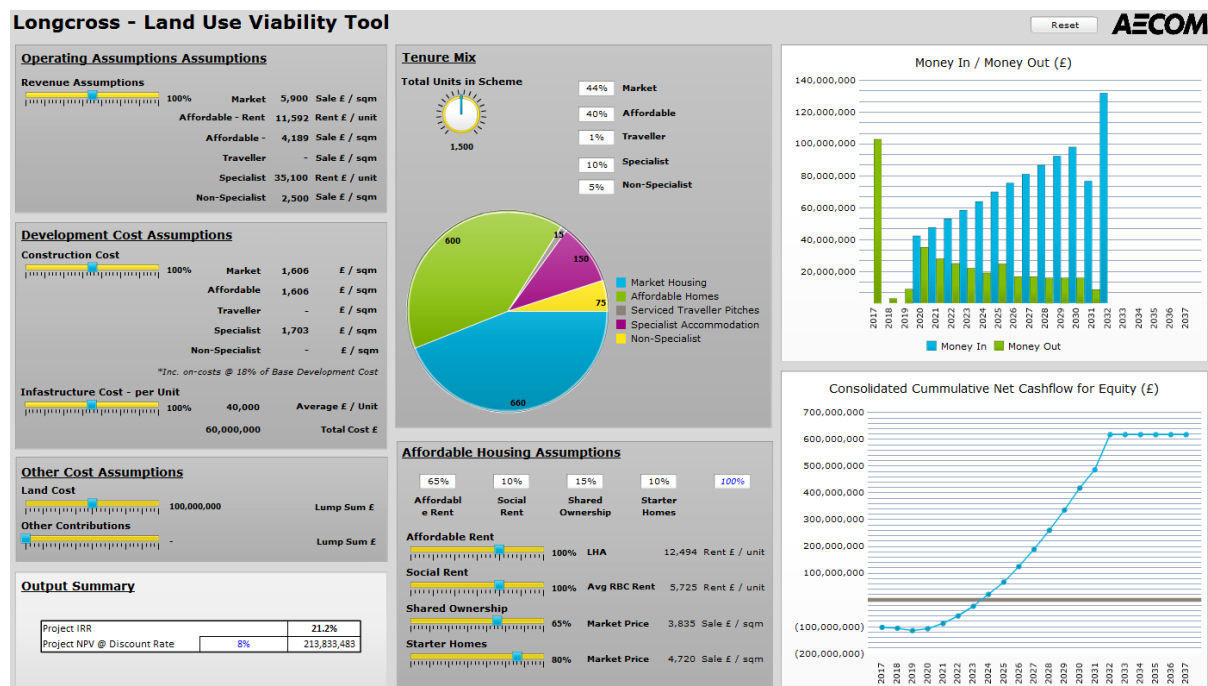 Longcross - Land Use Viability Tool
Reset
AECOM
Operating Assumptions Assumptions
Revenue Assumptions
100% Market 5,900 Sale £ / sqm
Affordable - Rent 11,592 Rent £ / unit
Affordable - 4,189 Sale £ / sqm
Traveller - Sale £ / sqm
Specialist 35,100 Rent £ / unit
Non-Specialist 2,500 Sale £ / sqm
Development Cost Assumptions
Construction Cost
100% Market 1,606 £ / sqm
Affordable 1,606 £ / sqm
Traveller - £ / sqm
Specialist 1,703 £ / sqm
Non-Specialist - £ / sqm
*Inc. on-costs @ 18% of Base Development Cost
Infastructure Cost - per Unit
100% 40,000 Average £ / Unit
60,000,000 Total Cost £
Other Cost Assumptions
Land Cost
100,000,000 Lump Sum £
Other Contributions
- Lump Sum £
Output Summary
Project IRR 21.2%
Project NPV @ Discount Rate 8% 213,833,483
Tenure Mix
Total Units in Scheme
1,500
44% Market
40% Affordable
1% Traveller
10% Specialist
5% Non-Specialist
600
15
150
75
660
Market Housing
Affordable Homes
Serviced Traveller Pitches
Specialist Accommodation
Non-Specialist
Affordable Housing Assumptions
65% 10% 15% 10% 100%
Affordabl Social Shared Starter
e Rent Rent Ownership Homes
Affordable Rent
100% LHA 12,494 Rent £ / unit
Social Rent
100% Avg RBC Rent 5,725 Rent £ / unit
Shared Ownership
65% Market Price 3,835 Sale £ / sqm
Starter Homes
80% Market Price 4,720 Sale £ / sqm
Money In / Money Out (£)
140,000,000
120,000,000
100,000,000
80,000,000
60,000,000
40,000,000
20,000,000
2017 2018 2019 2020 2021 2022 2023 2024 2025 2026 2027 2028 2029 2030 2031 2032 2033 2034 2035 2036 2037
Money In Money Out
Consolidated Cummulative Net Cashflow for Equity (£)
700,000,000
600,000,000
500,000,000
400,000,000
300,000,000
200,000,000
100,000,000
(100,000,000)
(200,000,000)
2017 2018 2019 2020 2021 2022 2023 2024 2025 2026 2027 2028 2029 2030 2031 2032 2033 2034 2035 2036 2037